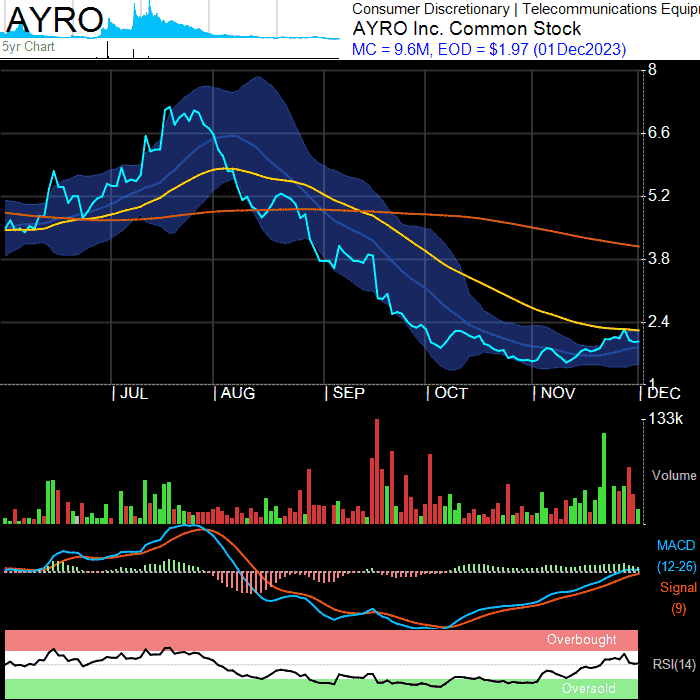 AYRO
5yr Chart
Consumer Discretionary | Telecommunications Equip
AYRO Inc. Common Stock
MC = 9.6M, EOD = $1.97 (01Dec2023)
8
6.6
5.2
3.8
2.4
1
| JUL | AUG | SEP | OCT | NOV | DEC
133k
Volume
MACD
(12-26)
Signal
(9)
Overbought
RSI(14)
Oversold